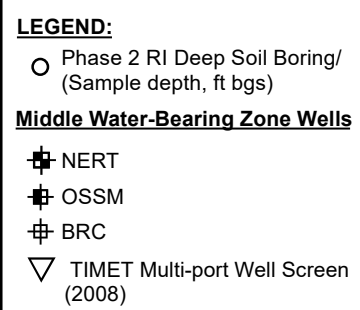 LEGEND:
Phase 2 RI Deep Soil Boring/
(Sample depth, ft bgs)
Middle Water-Bearing Zone Wells
NERT
OSSM
BRC
TIMET Multi-port Well Screen
(2008)